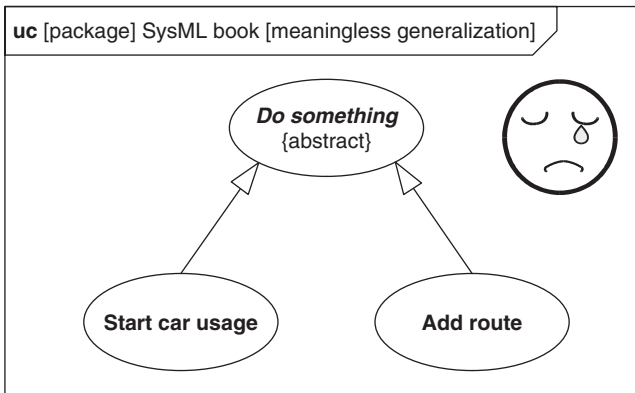 uc [package] SysML book [meaningless generalization]
Do something
{abstract}
Start car usage
Add route